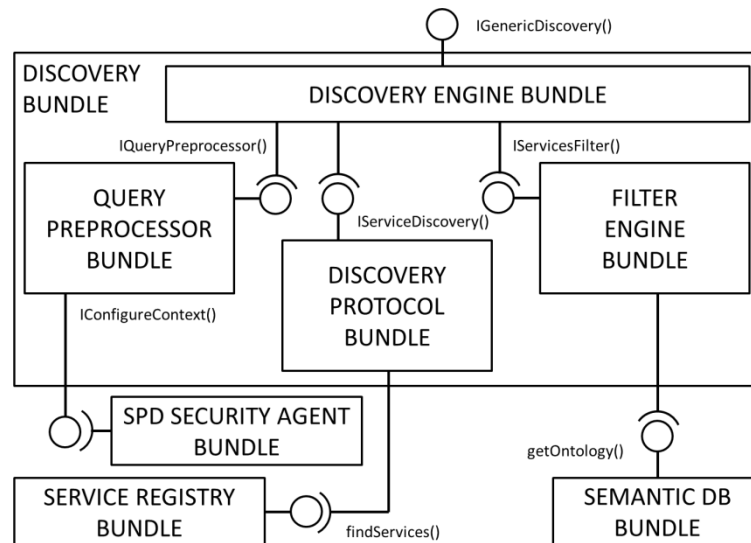 IGenericDiscovery()
DISCOVERY
BUNDLE
DISCOVERY ENGINE BUNDLE
IQueryPreprocessor()
IServicesFilter()
QUERY
PREPROCESSOR
BUNDLE
IServiceDiscovery()
FILTER
ENGINE
BUNDLE
DISCOVERY
PROTOCOL
BUNDLE
IConfigureContext()
SPD SECURITY AGENT
BUNDLE
getOntology()
SERVICE REGISTRY
BUNDLE
findServices()
SEMANTIC DB
BUNDLE